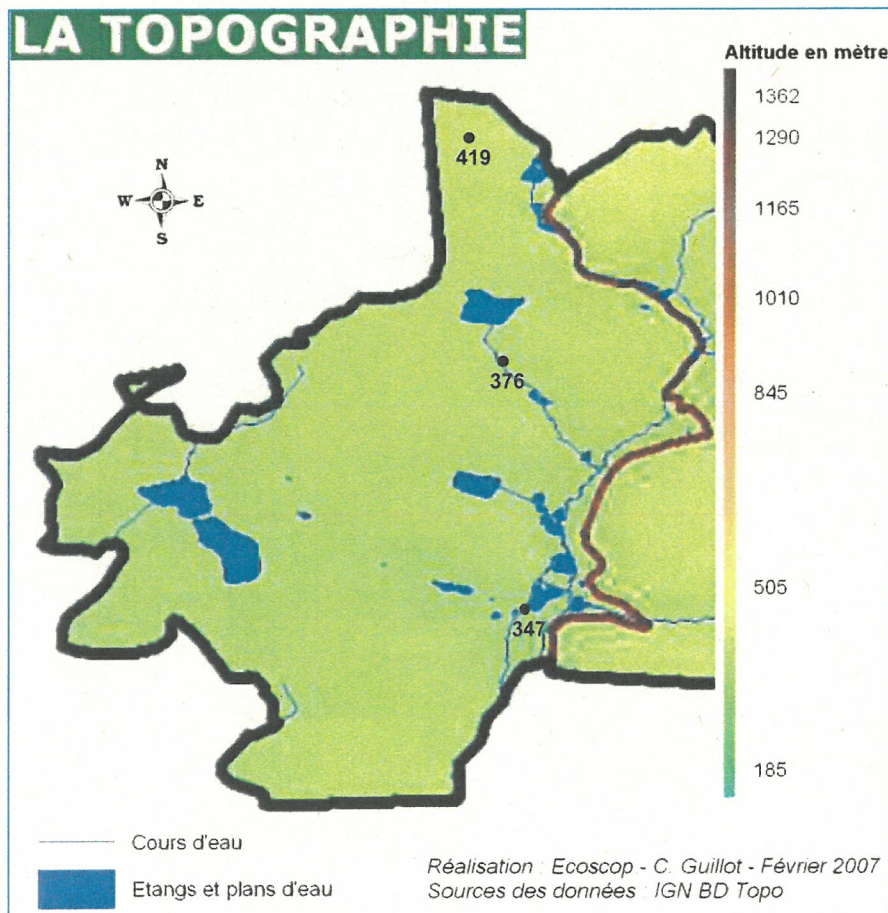 LA TOPOGRAPHIE
Altitude en mètre
1362
1290
1165
1010
845
505
185
N
W E
S
419
376
347
Cours d'eau
Etangs et plans d'eau
Réalisation : Ecoscop - C. Guillot - Février 2007
Sources des données : IGN BD Topo